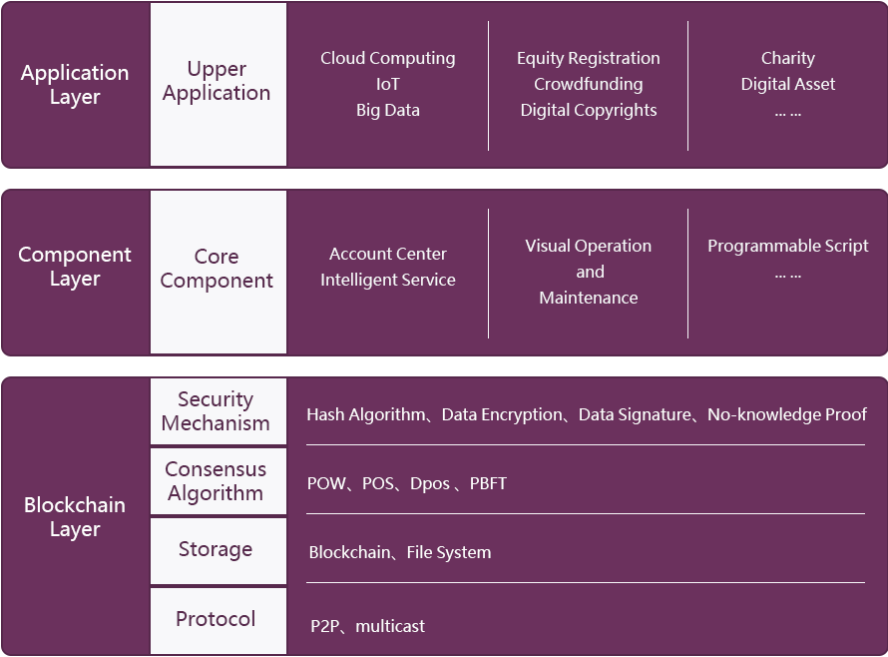 Application
Layer
Upper
Application
Cloud Computing
IoT
Big Data
Equity Registration
Crowdfunding
Digital Copyrights
Charity
Digital Asset
... ...
Component
Layer
Core
Component
Account Center
Intelligent Service
Visual Operation
and
Maintenance
Programmable Script
... ...
Blockchain
Layer
Security
Mechanism
Hash Algorithm、Data Encryption、Data Signature、No-knowledge Proof
Consensus
Algorithm
POW、POS、Dpos 、PBFT
Storage
Blockchain、File System
Protocol
P2P、multicast